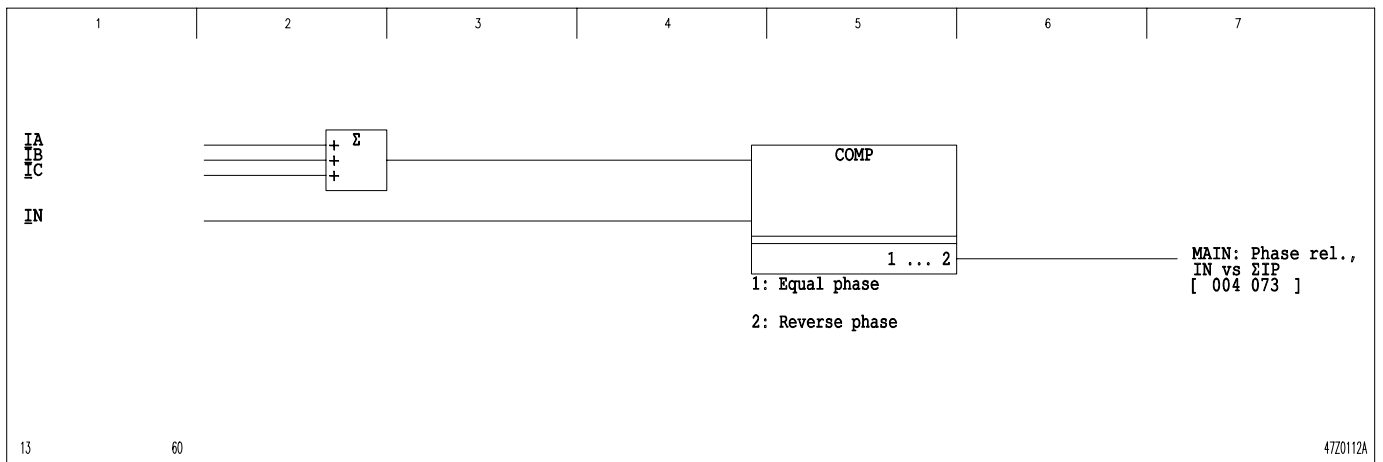 1 2 3 4 5 6 7
IA
IB
IC
IN
+ Σ
+
+
COMP
1 ... 2
1: Equal phase
2: Reverse phase
MAIN: Phase rel.,
IN vs ΣIP
[ 004 073 ]
13 60 47Z0112A